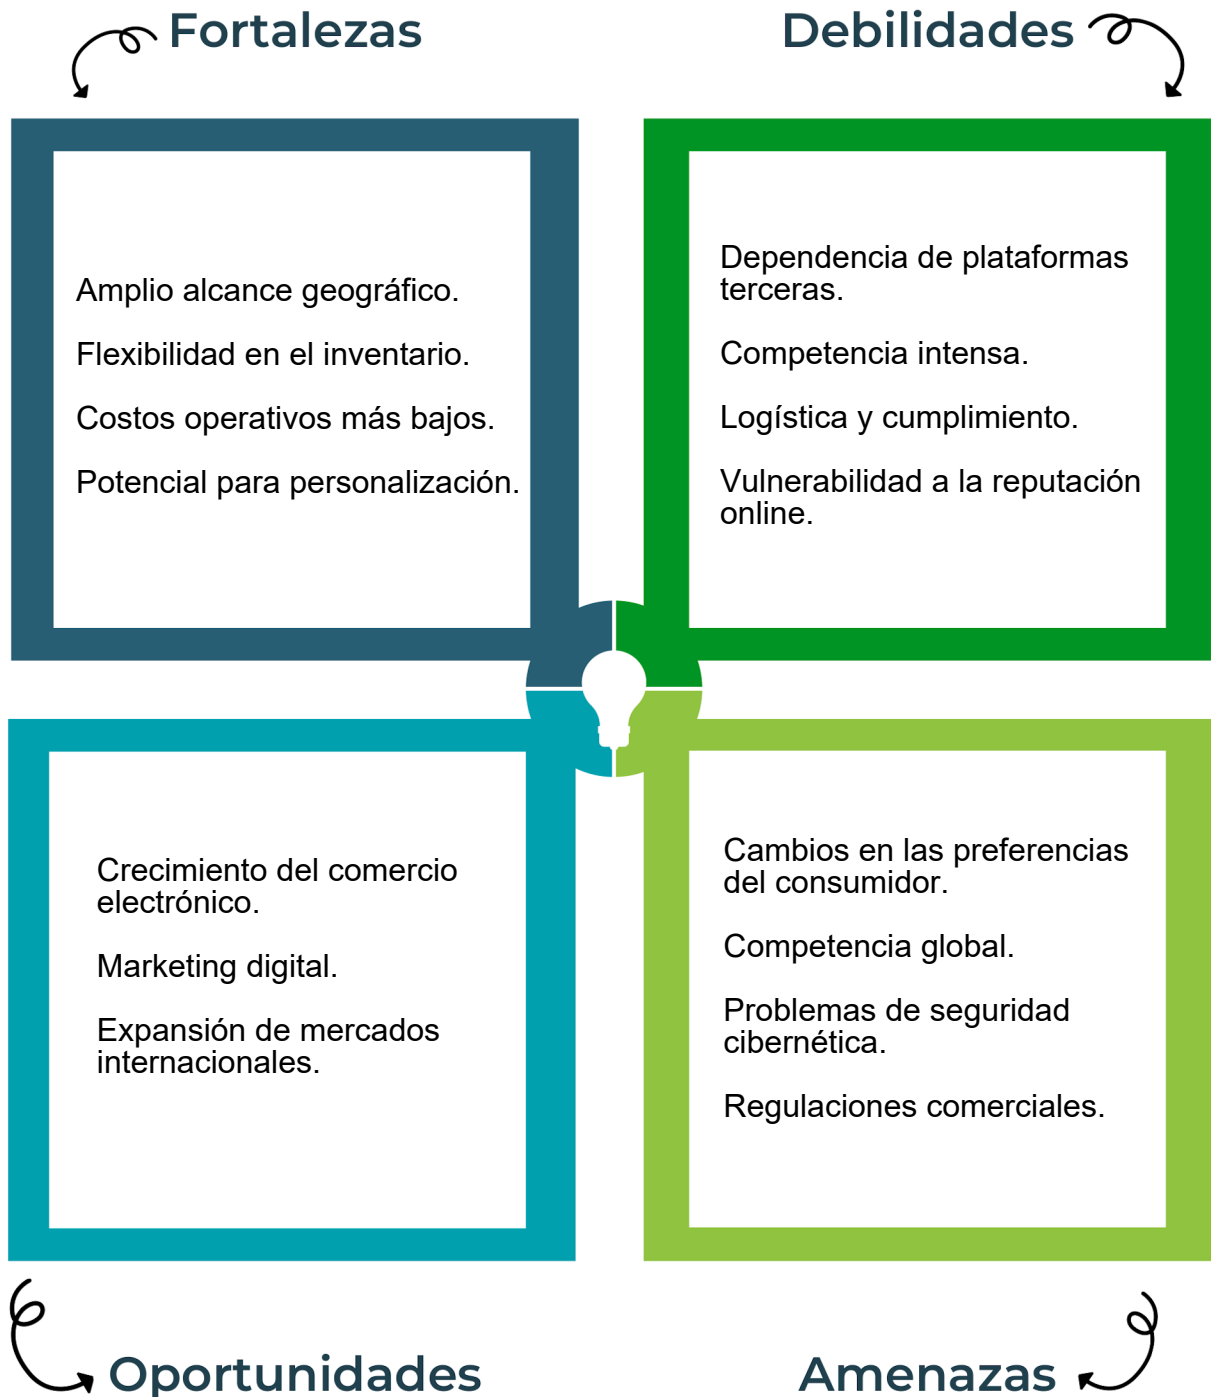 Fortalezas
Amplio alcance geográfico.
Flexibilidad en el inventario.
Costos operativos más bajos.
Potencial para personalización.
Debilidades
Dependencia de plataformas
terceras.
Competencia intensa.
Logística y cumplimiento.
Vulnerabilidad a la reputación
online.
Crecimiento del comercio
electrónico.
Marketing digital.
Expansión de mercados
internacionales.
Oportunidades
Cambios en las preferencias
del consumidor.
Competencia global.
Problemas de seguridad
cibernética.
Regulaciones comerciales.
Amenazas